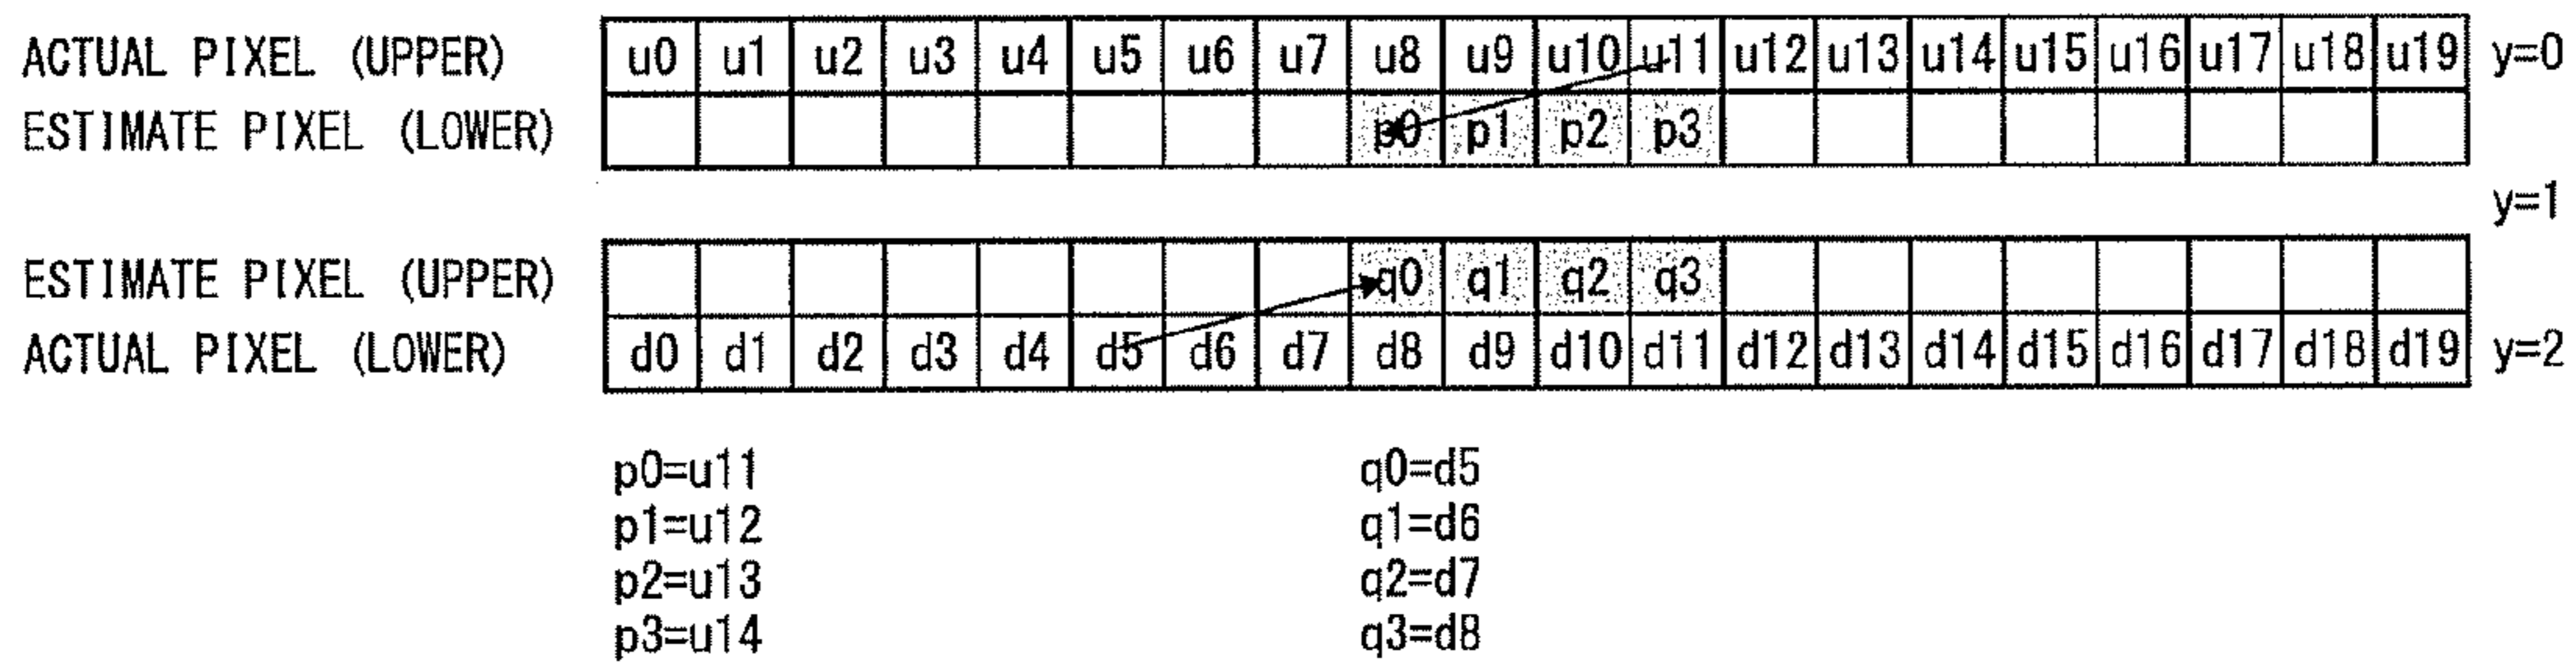 ACTUAL PIXEL (UPPER) u0 u1 u2 u3 u4 u5 u6 u7 u8 u9 u10 u11 u12 u13 u14 u15 u16 u17 u18 u19 y=0
ESTIMATE PIXEL (LOWER) p0 p1 p2 p3
y=1
ESTIMATE PIXEL (UPPER) q0 q1 q2 q3
ACTUAL PIXEL (LOWER) d0 d1 d2 d3 d4 d5 d6 d7 d8 d9 d10 d11 d12 d13 d14 d15 d16 d17 d18 d19 y=2
p0=u11 q0=d5
p1=u12 q1=d6
p2=u13 q2=d7
p3=u14 q3=d8